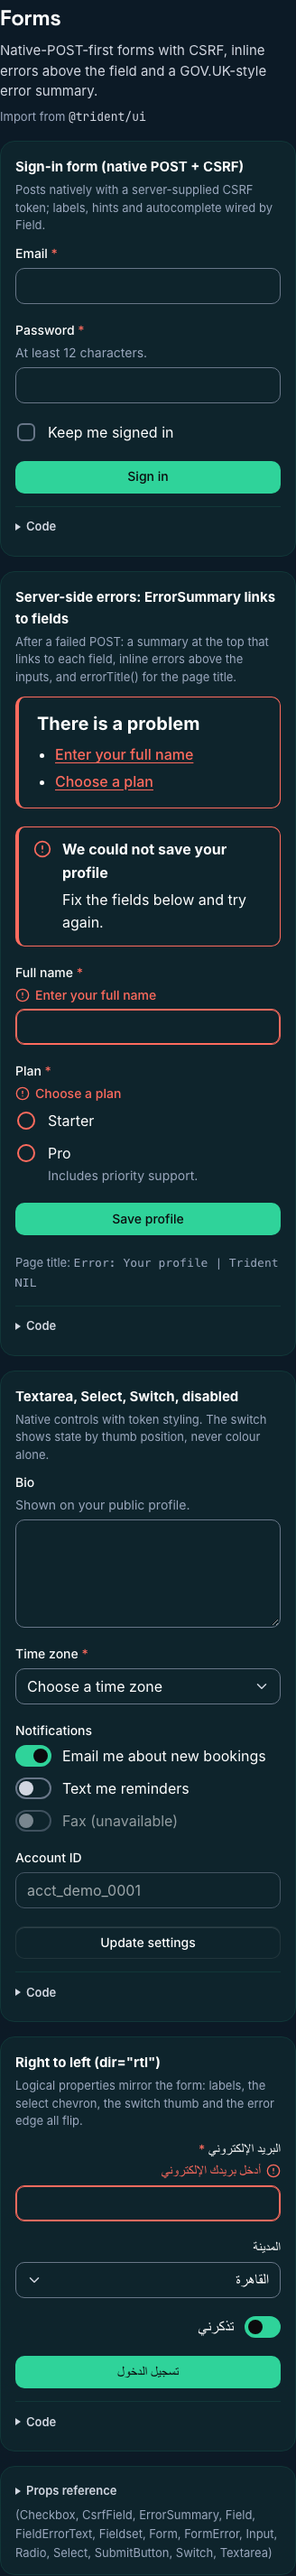 Forms
Native-POST-first forms with CSRF, inline
errors above the field and a GOV.UK-style
error summary.
Import from @trident/ui
Sign-in form (native POST + CSRF)
Posts natively with a server-supplied CSRF
token; labels, hints and autocomplete wired by
Field.
Email *
Password *
At least 12 characters.
Keep me signed in
Sign in
Code
Server-side errors: ErrorSummary links
to fields
After a failed POST: a summary at the top that
links to each field, inline errors above the
inputs, and errorTitle() for the page title.
There is a problem
Enter your full name
Choose a plan
We could not save your
profile
Fix the fields below and try
again.
Full name *
Enter your full name
Plan *
Choose a plan
Starter
Pro
Includes priority support.
Save profile
Page title: Error: Your profile | Trident
NIL
Code
Textarea, Select, Switch, disabled
Native controls with token styling. The switch
shows state by thumb position, never colour
alone.
Bio
Shown on your public profile.
Time zone *
Choose a time zone
Notifications
Email me about new bookings
Text me reminders
Fax (unavailable)
Account ID
acct_demo_0001
Update settings
Code
Right to left (dir="rtl")
Logical properties mirror the form: labels, the
select chevron, the switch thumb and the error
edge all flip.
البريد الإلكتروني *
أدخل بريدك الإلكتروني
المدينة
القاهرة
تذكرني
تسجيل الدخول
Code
Props reference
(Checkbox, CsrfField, ErrorSummary, Field,
FieldErrorText, Fieldset, Form, FormError, Input,
Radio, Select, SubmitButton, Switch, Textarea)